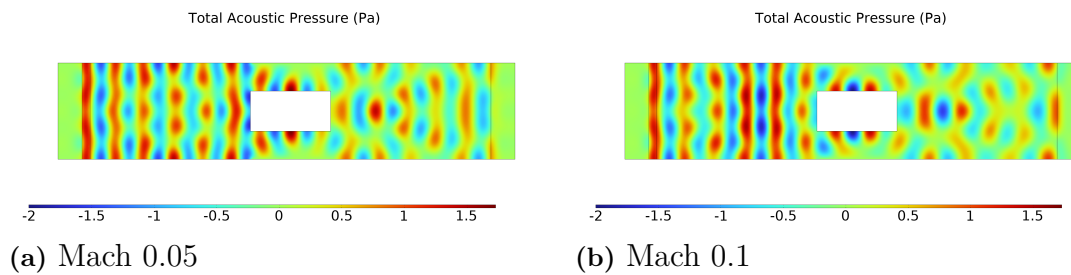 Total Acoustic Pressure (Pa)
-2 -1.5 -1 -0.5 0 0.5 1 1.5
(a) Mach 0.05
Total Acoustic Pressure (Pa)
-2 -1.5 -1 -0.5 0 0.5 1 1.5
(b) Mach 0.1